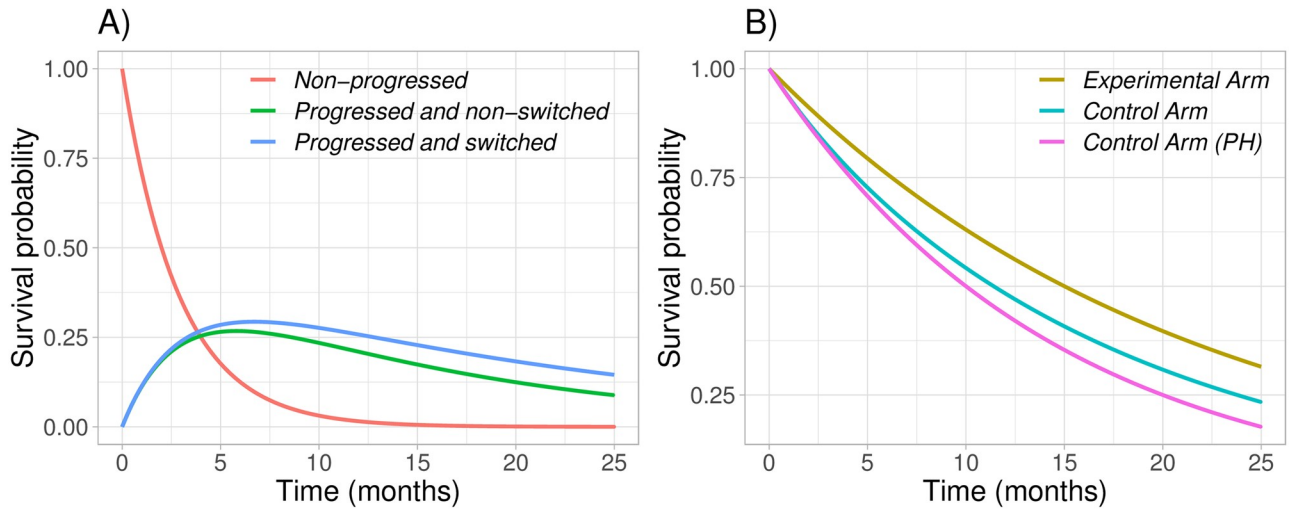 A)
Survival probability
1.00
0.75
0.50
0.25
0.00
Non−progressed
Progressed and non−switched
Progressed and switched
0 5 10 15 20 25
Time (months)
B)
Survival probability
1.00
0.75
0.50
0.25
Experimental Arm
Control Arm
Control Arm (PH)
0 5 10 15 20 25
Time (months)